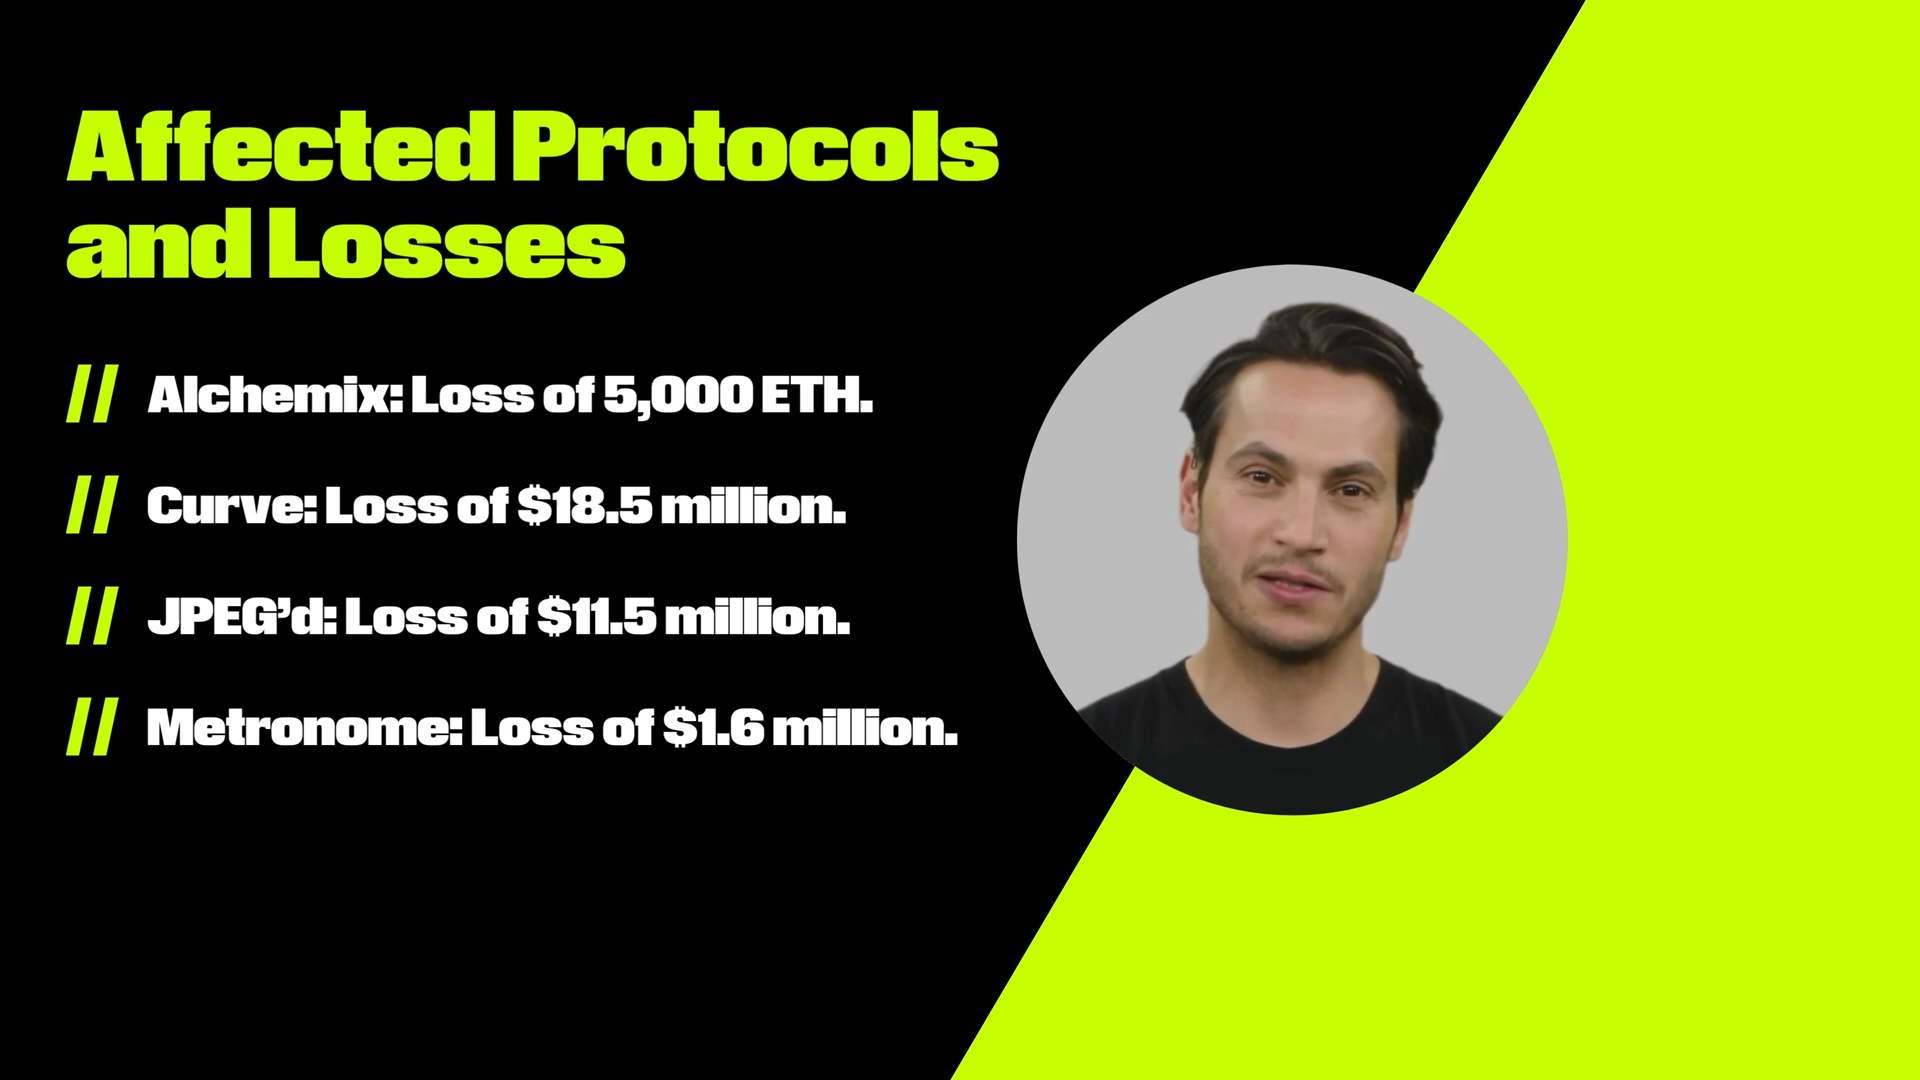 Affected Protocols
and Losses
// Alchemix: Loss of 5,000 ETH.
// Curve: Loss of $18.5 million.
// JPEG’d: Loss of $11.5 million.
// Metronome: Loss of $1.6 million.